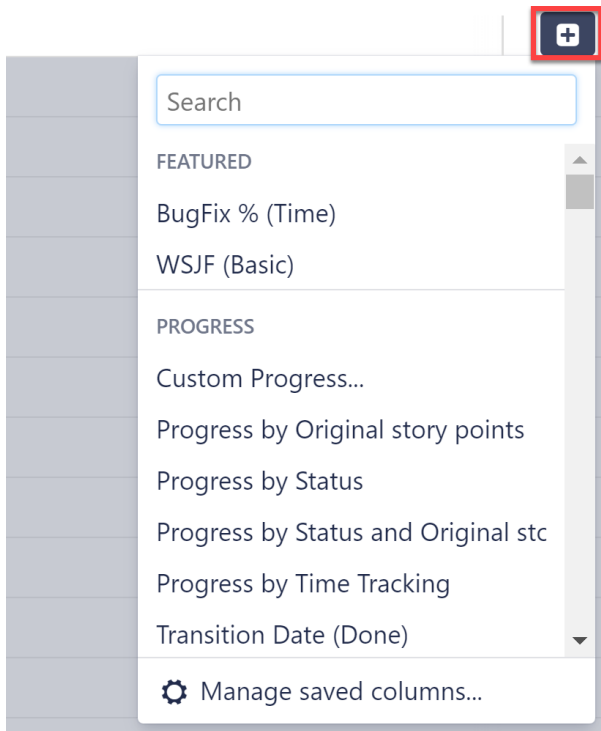 Search
FEATURED
BugFix % (Time)
WSJF (Basic)
PROGRESS
Custom Progress...
Progress by Original story points
Progress by Status
Progress by Status and Original stc
Progress by Time Tracking
Transition Date (Done)
Manage saved columns...